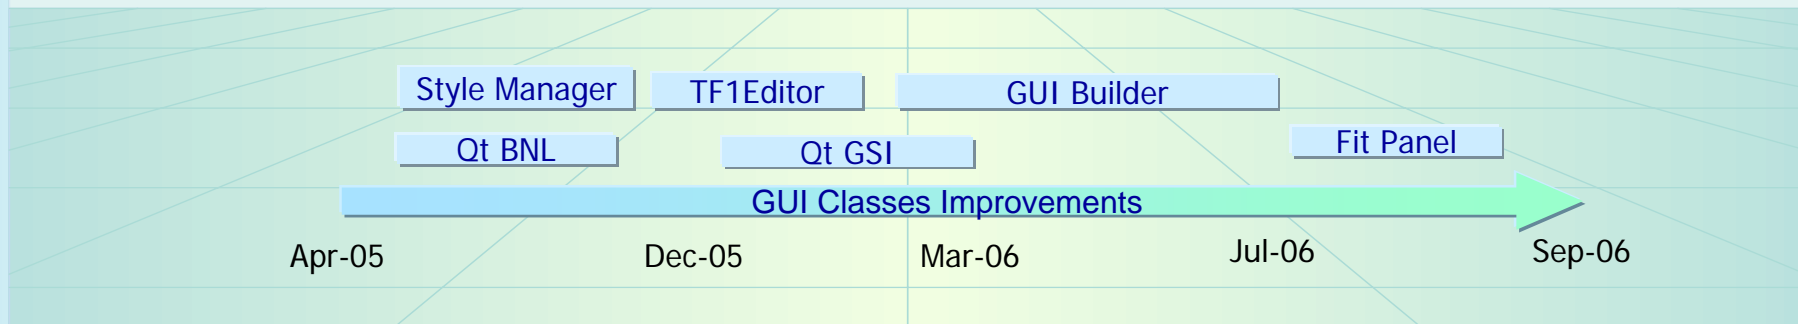 Style Manager
TF1Editor
GUI Builder
Qt BNL
Qt GSI
Fit Panel
GUI Classes Improvements
Apr-05
Dec-05
Mar-06
Jul-06
Sep-06